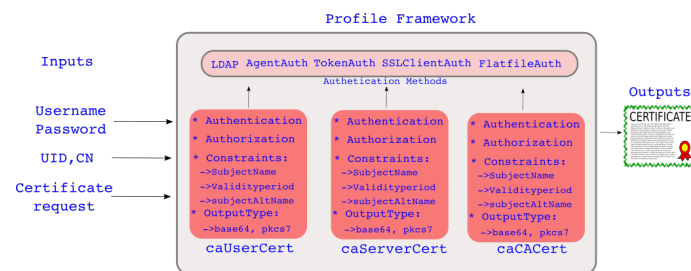 Profile Framework
Inputs
LDAP AgentAuth TokenAuth SSLClientAuth FlatfileAuth
Authetication Methods
Outputs
Username
Password
UID,CN
Certificate
request
* Authentication
* Authorization
* Constraints:
->SubjectName
->Validityperiod
->subjectAltName
* OutputType:
->base64, pkcs7
caUserCert
* Authentication
* Authorization
* Constraints:
->SubjectName
->Validityperiod
->subjectAltName
* OutputType:
->base64, pkcs7
caServerCert
* Authentication
* Authorization
* Constraints:
->SubjectName
->Validityperiod
->subjectAltName
* OutputType:
->base64, pkcs7
caCACert
CERTIFICATE